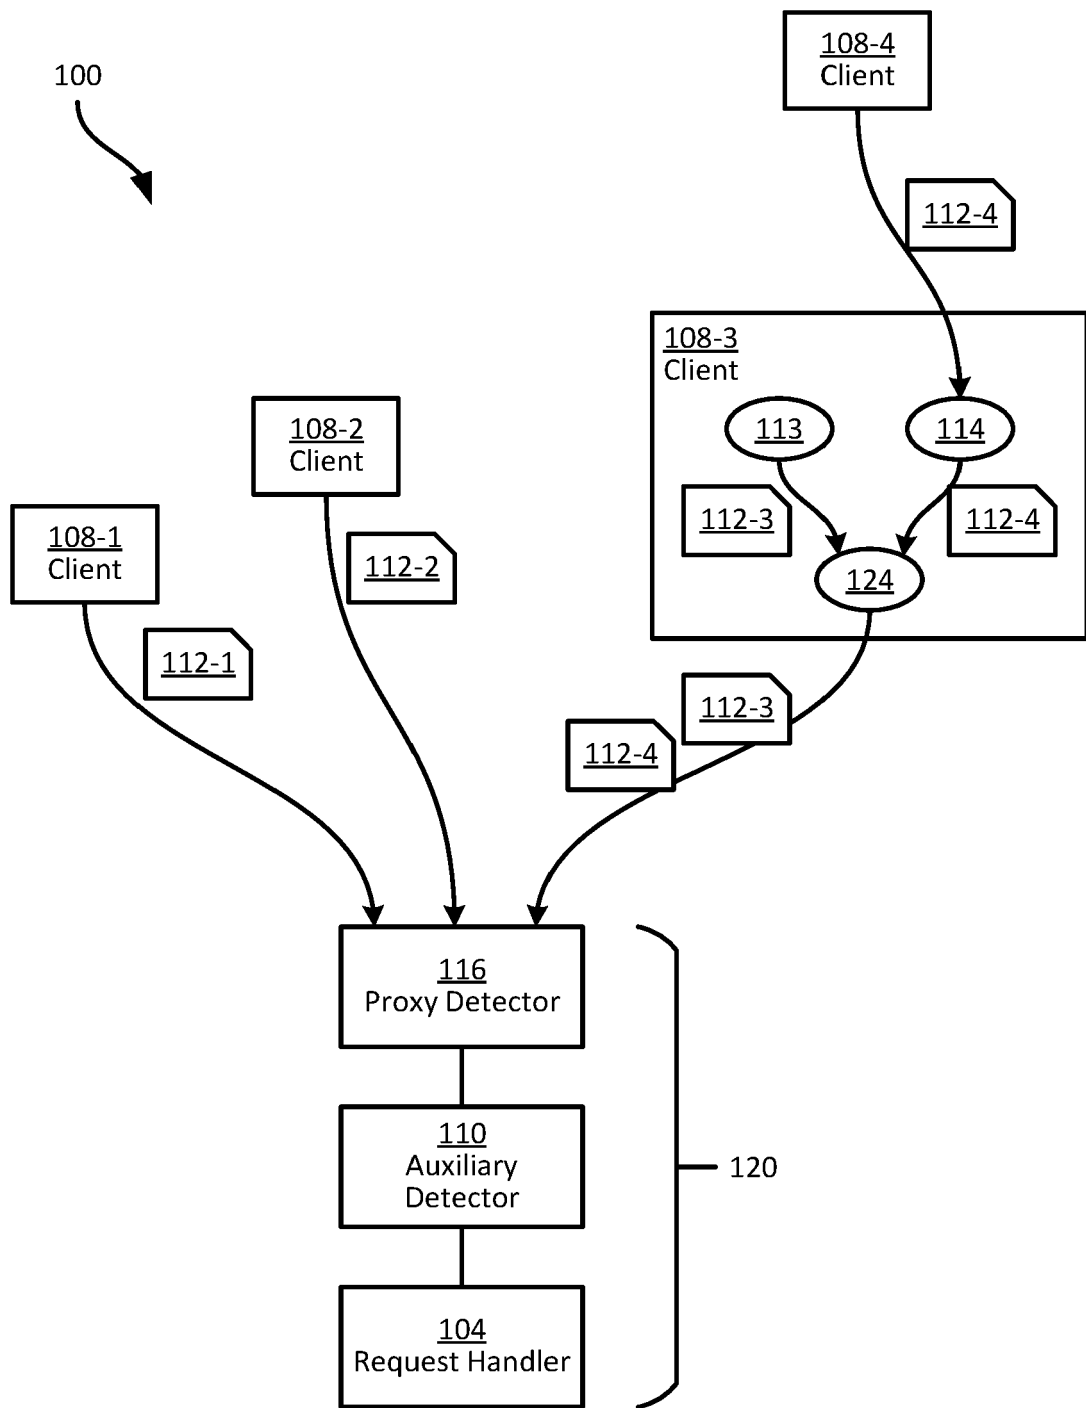 108-4
Client
100
112-4
108-3
Client
113
114
108-2
Client
112-3
112-4
108-1
Client
112-2
124
112-1
112-3
112-4
116
Proxy Detector
110
Auxiliary
Detector
120
104
Request Handler